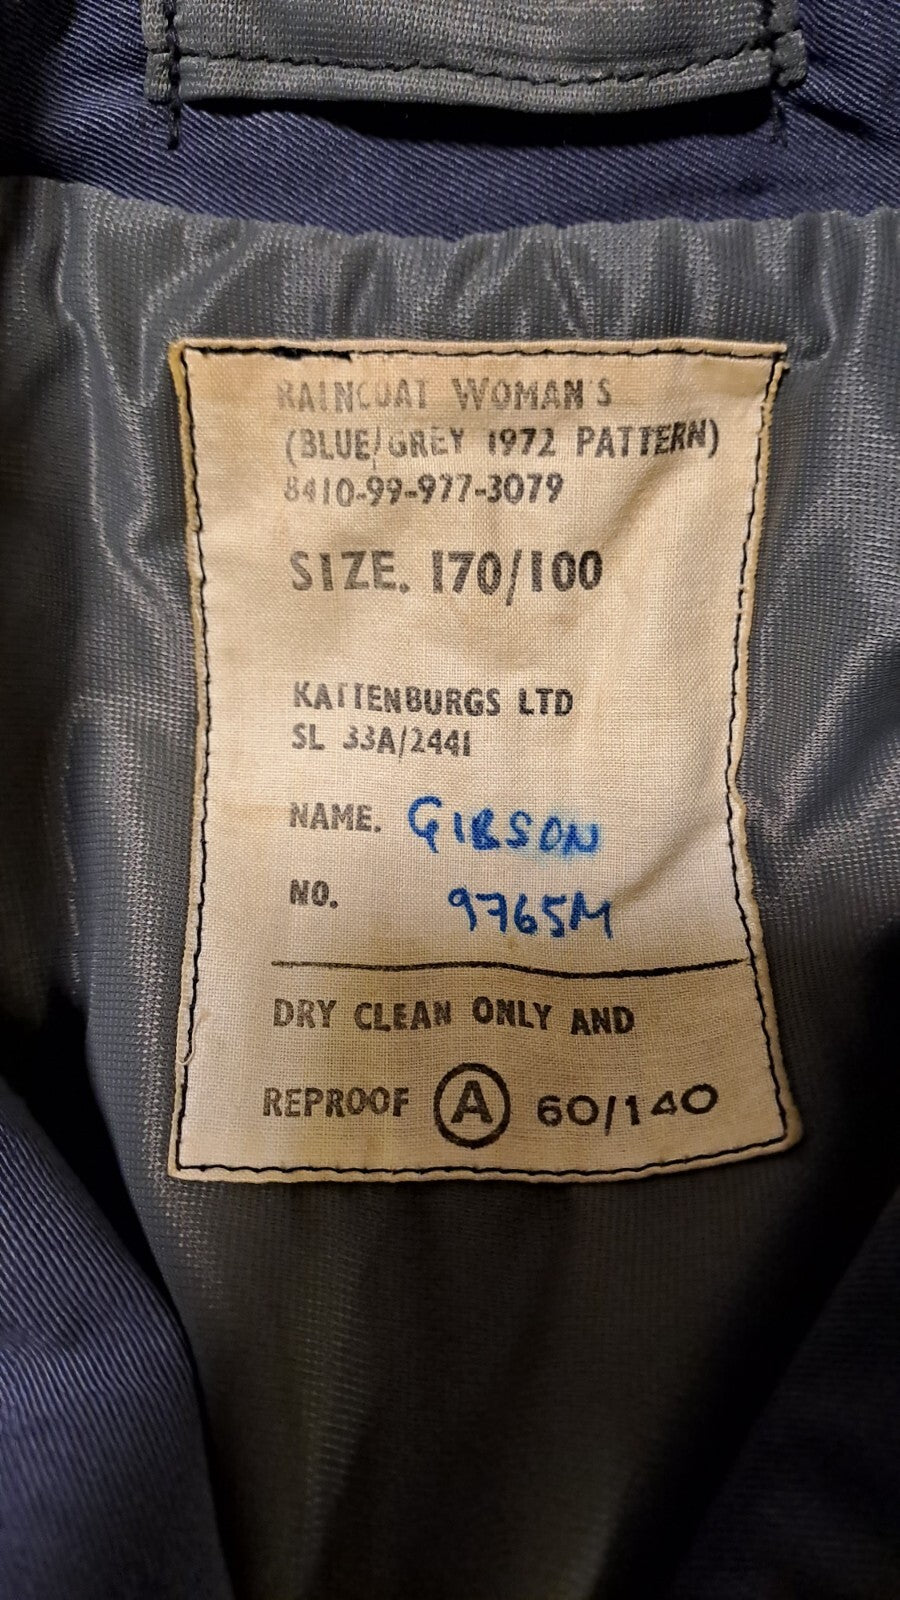 RAINCOAT WOMAN'S
(BLUE/GREY 1972 PATTERN)
8410-99-977-3079
SIZE. 170/100
KATTENBURGS LTD
SL 33A/2441
NAME. GIBSON
NO. 9765M
DRY CLEAN ONLY AND
REPROOF A 60/140